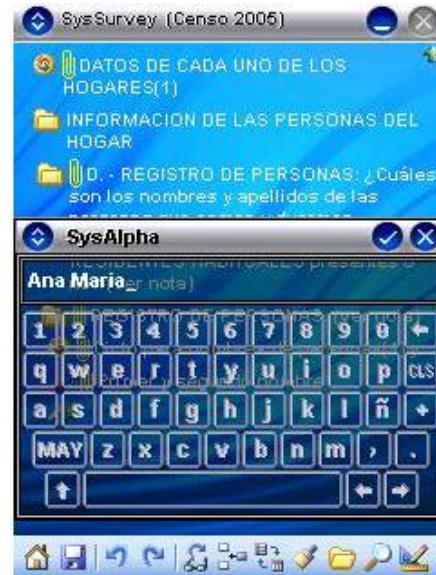 SysSurvey (Censo 2005)
DATOS DE CADA UNO DE LOS
HOGARES(1)
INFORMACION DE LAS PERSONAS DEL
HOGAR
D. - REGISTRO DE PERSONAS: ¿Cuáles
son los nombres y apellidos de las
SysAlpha
Ana Maria_
1 2 3 4 5 6 7 8 9 0
q w e r t y u i o p CLS
a s d f g h j k l ñ +
MAY z x c v b n m , .